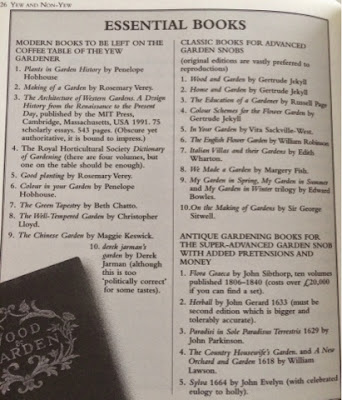 26 YEW AND NON-YEW
ESSENTIAL BOOKS
MODERN BOOKS TO BE LEFT ON THE
COFFEE TABLE OF THE YEW
GARDENER
1. Plants in Garden History by Penelope
Hobhouse
2. Making of a Garden by Rosemary Verey.
3. The Architecture of Western Gardens. A Design
History from the Renaissance to the Present
Day, published by the MIT Press,
Cambridge, Massachusetts, USA 1991. 75
scholarly essays. 543 pages. (Obscure yet
authoritative, it is bound to impress.)
4. The Royal Horticultural Society Dictionary
of Gardening (there are four volumes, but
one on the table should be enough).
5. Good planting by Rosemary Verey.
6. Colour in your Garden by Penelope
Hobhouse.
7. The Green Tapestry by Beth Chatto.
8. The Well-Tempered Garden by Christopher
Lloyd.
9. The Chinese Garden by Maggie Keswick.
10. derek jarman's
garden by Derek
Jarman (although
this is too
'politically correct'
for some tastes).
WOOD
GARDEN
CLASSIC BOOKS FOR ADVANCED
GARDEN SNOBS
(original editions are vastly preferred to
reproductions)
1. Wood and Garden by Gertrude Jekyll
2. Home and Garden by Gertrude Jekyll
3. The Education of a Gardener by Russell Page
4. Colour Schemes for the Flower Garden by
Gertrude Jekyll
5. In Your Garden by Vita Sackville-West.
6. The English Flower Garden by William Robinson
7. Italian Villas and their Gardens by Edith
Wharton.
8. We Made a Garden by Margery Fish.
9. My Garden in Spring, My Garden in Summer
and My Garden in Winter trilogy by Edward
Bowles.
10. On the Making of Gardens by Sir George
Sitwell.
ANTIQUE GARDENING BOOKS FOR
THE SUPER-ADVANCED GARDEN SNOB
WITH ADDED PRETENSIONS AND
MONEY
1. Flora Graeca by John Sibthorp, ten volumes
published 1806–1840 (costs over £20,000
if you can find a set).
2. Herball by John Gerard 1633 (must be
second edition which is bigger and
tolerably accurate).
3. Paradisi in Sole Paradisus Terrestris 1629 by
John Parkinson.
4. The Country Housewife's Garden, and A New
Orchard and Garden 1618 by William
Lawson.
5. Sylva 1664 by John Evelyn (with celebrated
eulogy to holly).